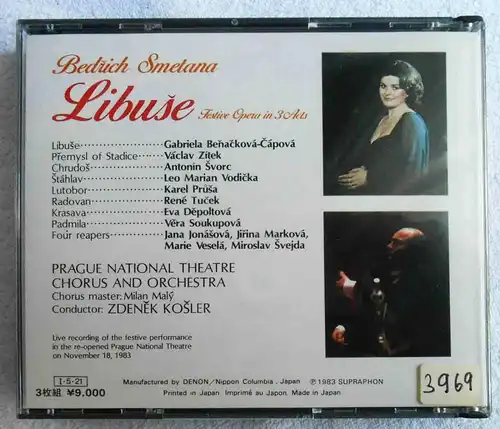 Bedřich Smetana
Libuše Festive Opera in 3 Acts
Libuše·············Gabriela Beňačková-Čápová
Přemysl of Stadice·······Václav Zítek
Chrudoš···········Antonín Švorc
Šťáhlav···········Leo Marian Vodička
Lutobor···········Karel Průša
Radovan··········René Tuček
Krasava···········Eva Děpoltová
Padmila···········Věra Soukupová
Four reapers·········Jana Jonášová, Jiřina Marková,
Marie Veselá, Miroslav Švejda
PRAGUE NATIONAL THEATRE
CHORUS AND ORCHESTRA
Chorus master: Milan Malý
Conductor: ZDENĚK KOŠLER
Live recording of the festive performance
in the re-opened Prague National Theatre
on November 18, 1983
I·5·21
3枚組 ¥9,000
Manufactured by DENON/Nippon Columbia, Japan ℗1983 SUPRAPHON
Printed in Japan. Imprimé au Japon. Made in Japan
3969